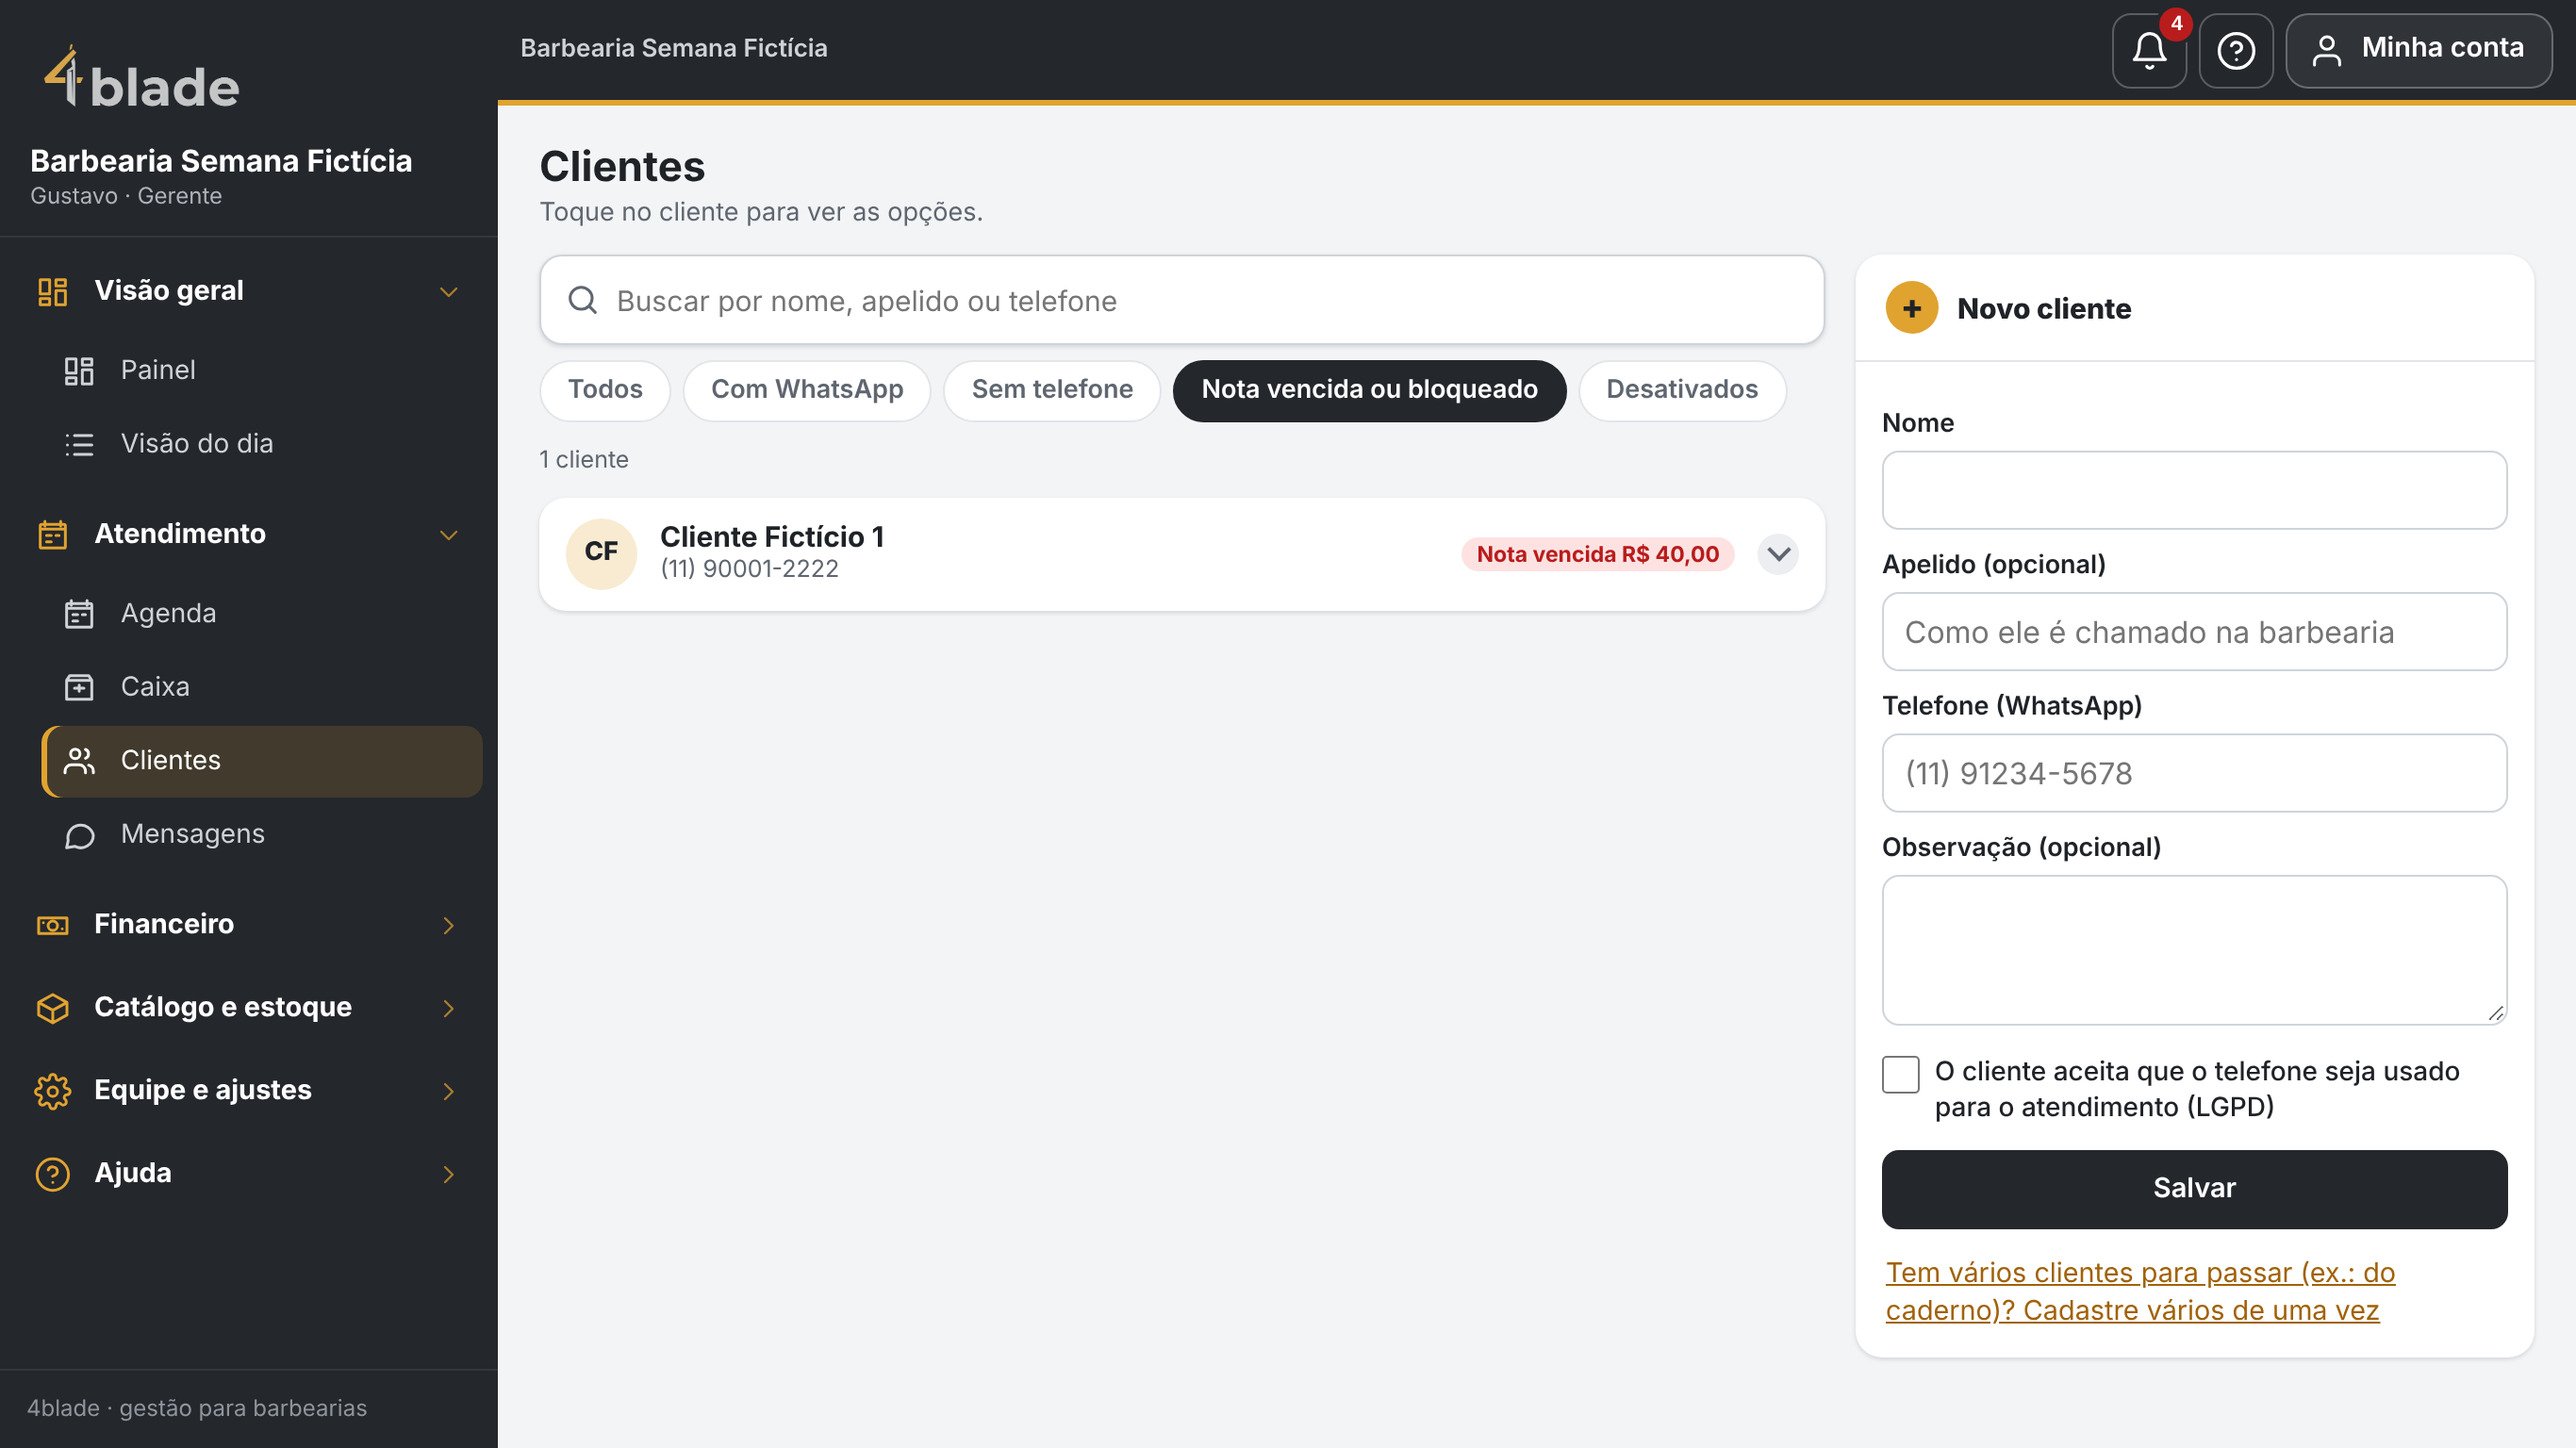 4blade
Barbearia Semana Fictícia
Gustavo · Gerente
Visão geral
Painel
Visão do dia
Atendimento
Agenda
Caixa
Clientes
Mensagens
Financeiro
Catálogo e estoque
Equipe e ajustes
Ajuda
4blade · gestão para barbearias
Barbearia Semana Fictícia
4
Minha conta
Clientes
Toque no cliente para ver as opções.
Buscar por nome, apelido ou telefone
Todos
Com WhatsApp
Sem telefone
Nota vencida ou bloqueado
Desativados
1 cliente
CF
Cliente Fictício 1
(11) 90001-2222
Nota vencida R$ 40,00
Novo cliente
Nome
Apelido (opcional)
Como ele é chamado na barbearia
Telefone (WhatsApp)
(11) 91234-5678
Observação (opcional)
O cliente aceita que o telefone seja usado
para o atendimento (LGPD)
Salvar
Tem vários clientes para passar (ex.: do
caderno)? Cadastre vários de uma vez